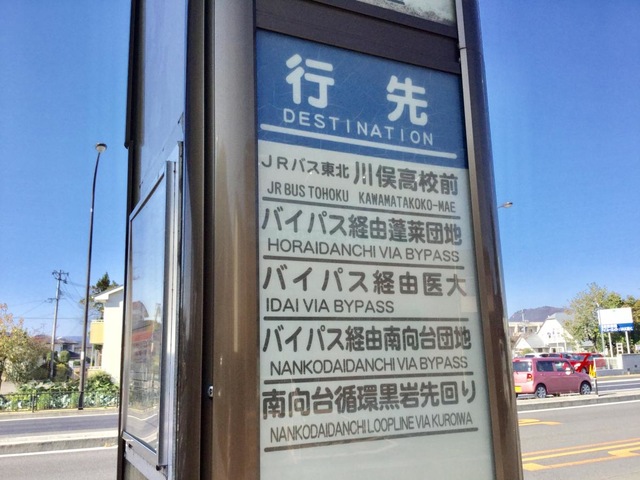 行先
DESTINATION
JRバス東北 川俣高校前
JR BUS TOHOKU KAWAMATAKOKO-MAE
バイパス経由蓬萊団地
HORAIDANCHI VIA BYPASS
バイパス経由医大
IDAI VIA BYPASS
バイパス経由南向台団地
NANKODAIDANCHI VIA BYPASS
南向台循環黒岩先回り
NANKODAIDANCHI LOOPLINE VIA KUROIWA